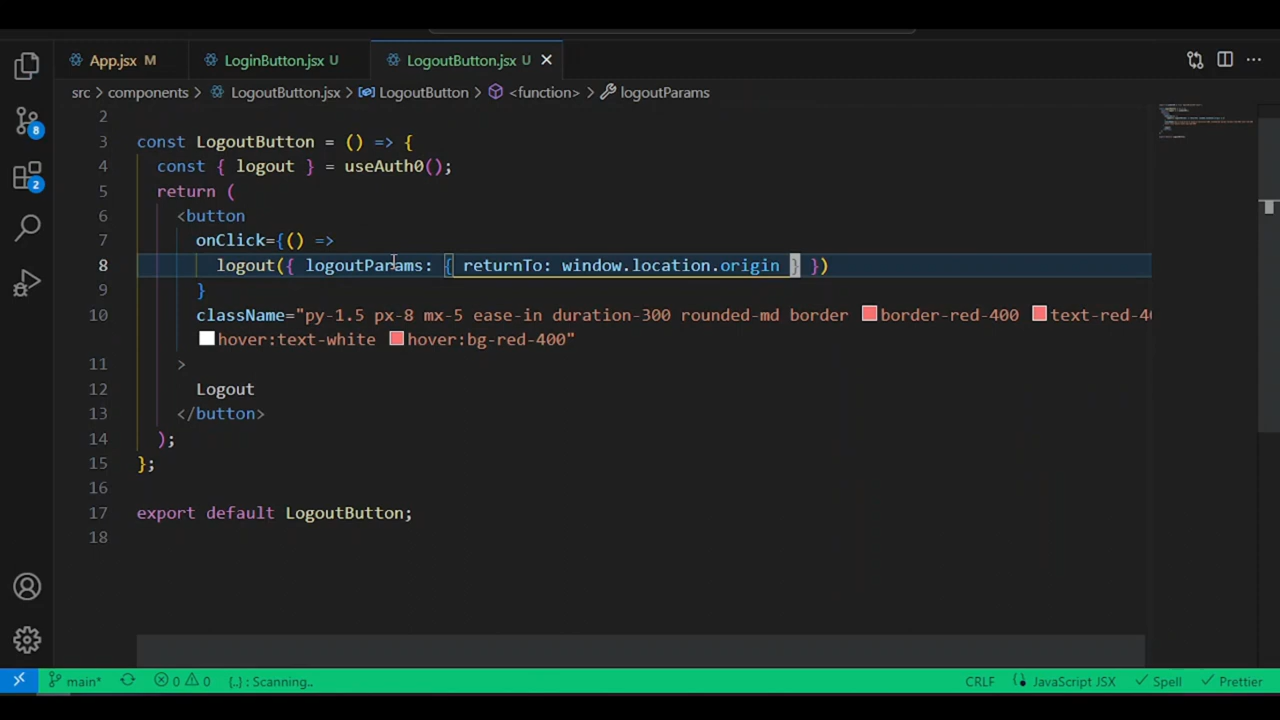 App.jsx M
LoginButton.jsx U
LogoutButton.jsx U
src > components > LogoutButton.jsx > LogoutButton > <function> > logoutParams
8
2
2
3 const LogoutButton = () => {
4 const { logout } = useAuth0();
5 return (
6 <button
7 onClick={() =>
8 logout({ logoutParams: { returnTo: window.location.origin } })
9 }
10 className="py-1.5 px-8 mx-5 ease-in duration-300 rounded-md border border-red-400 text-red-40
hover:text-white hover:bg-red-400"
11 >
12 Logout
13 </button>
14 );
15 };
16
17 export default LogoutButton;
18
main* 0 0 {..} : Scanning.. CRLF JavaScript JSX Spell Prettier